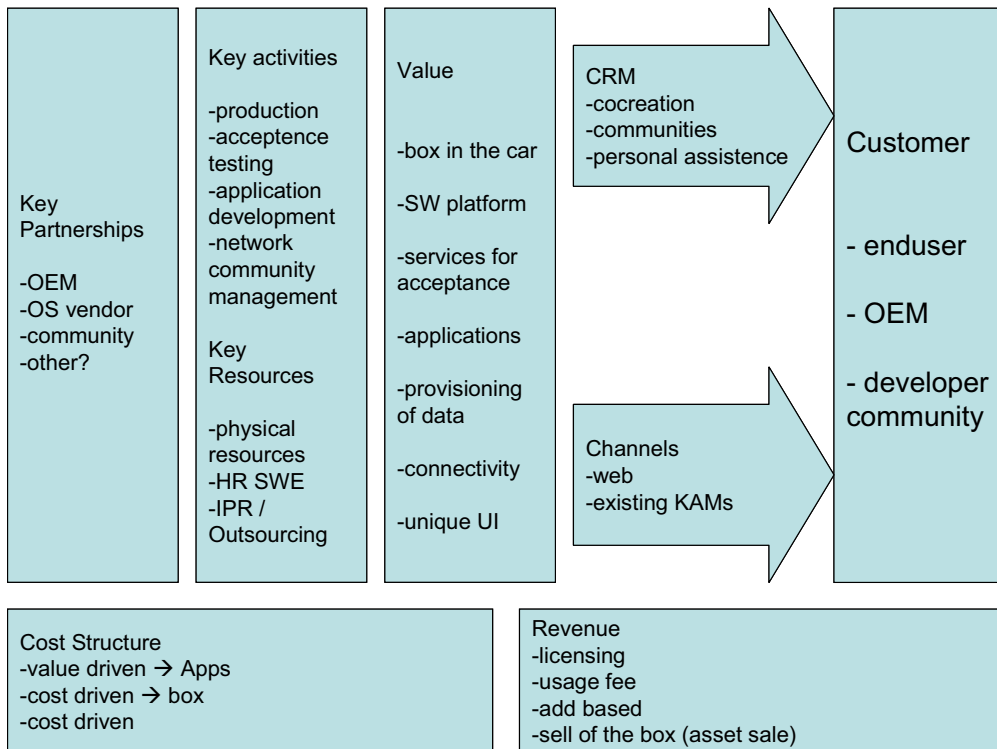 Key
Partnerships
-OEM
-OS vendor
-community
-other?
Key activities
-production
-acceptence
testing
-application
development
-network
community
management
Key
Resources
-physical
resources
-HR SWE
-IPR /
Outsourcing
Value
-box in the car
-SW platform
-services for
acceptance
-applications
-provisioning
of data
-connectivity
-unique UI
CRM
-cocreation
-communities
-personal assistence
Channels
-web
-existing KAMs
Customer
- enduser
- OEM
- developer
community
Cost Structure
-value driven → Apps
-cost driven → box
-cost driven
Revenue
-licensing
-usage fee
-add based
-sell of the box (asset sale)